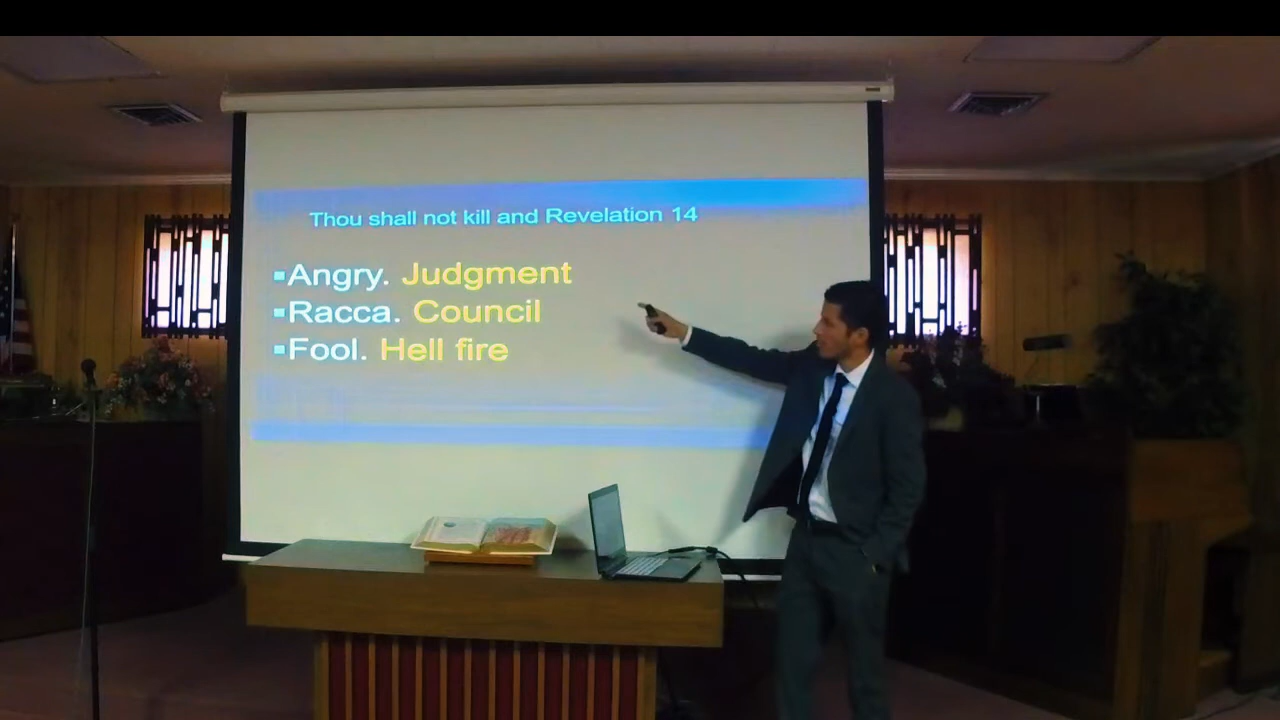 Thou shall not kill and Revelation 14
▪Angry. Judgment
▪Racca. Council
▪Fool. Hell fire